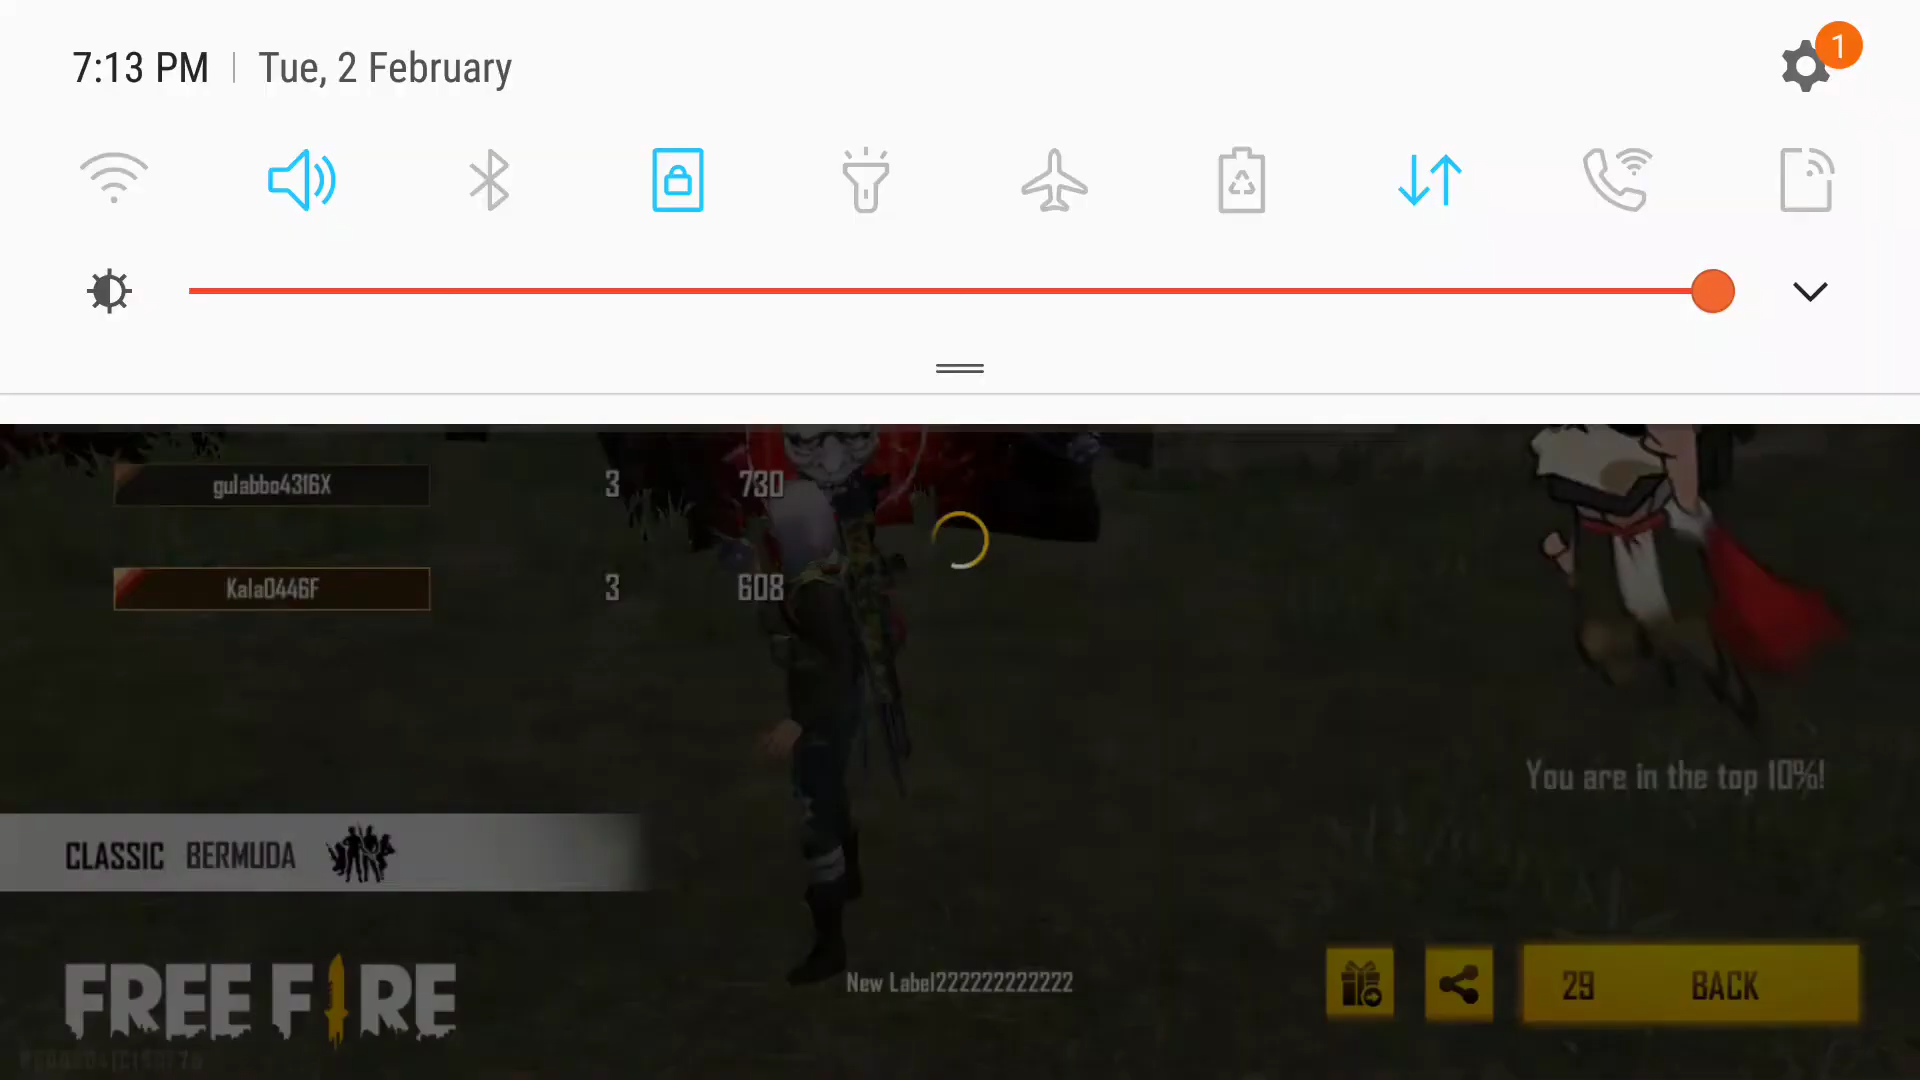 7:13 PM | Tue, 2 February
1
gulabbo4316X 3 730
Kala0446F 3 608
You are in the top 10%!
CLASSIC BERMUDA
FREE FIRE
New Label222222222222
29 BACK